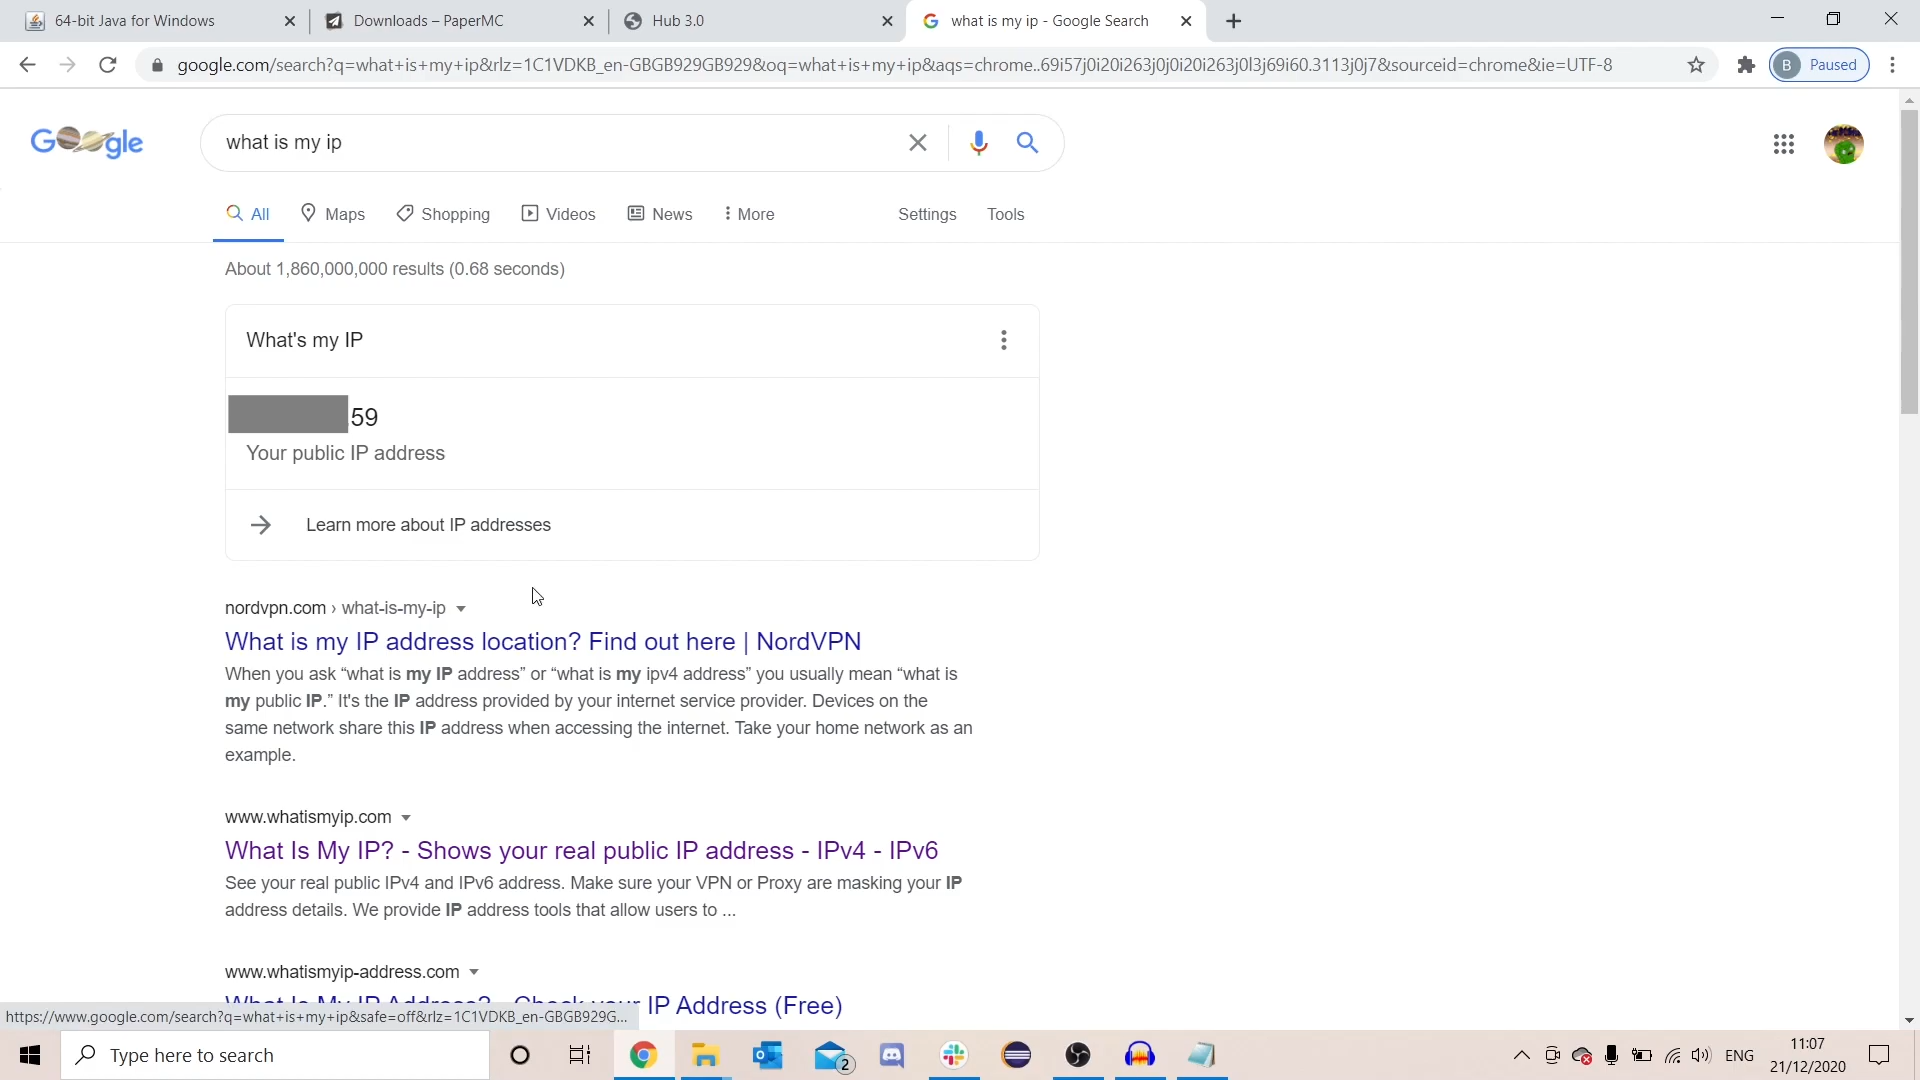 64-bit Java for Windows
Downloads – PaperMC
Hub 3.0
what is my ip - Google Search
google.com/search?q=what+is+my+ip&rlz=1C1VDKB_en-GBGB929GB929&oq=what+is+my+ip&aqs=chrome..69i57j0i20i263j0j0i20i263j0l3j69i60.3113j0j7&sourceid=chrome&ie=UTF-8
B Paused
Google
what is my ip
All Maps Shopping Videos News More Settings Tools
About 1,860,000,000 results (0.68 seconds)
What's my IP
59
Your public IP address
Learn more about IP addresses
nordvpn.com › what-is-my-ip
What is my IP address location? Find out here | NordVPN
When you ask “what is my IP address” or “what is my ipv4 address” you usually mean “what is
my public IP.” It's the IP address provided by your internet service provider. Devices on the
same network share this IP address when accessing the internet. Take your home network as an
example.
www.whatismyip.com
What Is My IP? - Shows your real public IP address - IPv4 - IPv6
See your real public IPv4 and IPv6 address. Make sure your VPN or Proxy are masking your IP
address details. We provide IP address tools that allow users to ...
www.whatismyip-address.com
What Is My IP Address? - Check your IP Address (Free)
https://www.google.com/search?q=what+is+my+ip&safe=off&rlz=1C1VDKB_en-GBGB929G...
Type here to search
2
ENG
11:07
21/12/2020